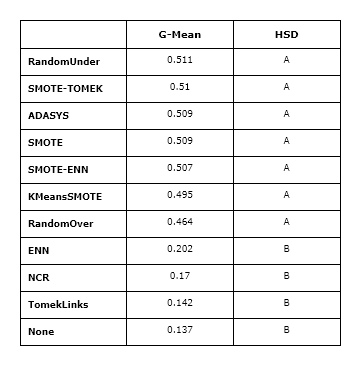 G-Mean HSD
RandomUnder 0.511 A
SMOTE-TOMEK 0.51 A
ADASYS 0.509 A
SMOTE 0.509 A
SMOTE-ENN 0.507 A
KMeansSMOTE 0.495 A
RandomOver 0.464 A
ENN 0.202 B
NCR 0.17 B
TomekLinks 0.142 B
None 0.137 B